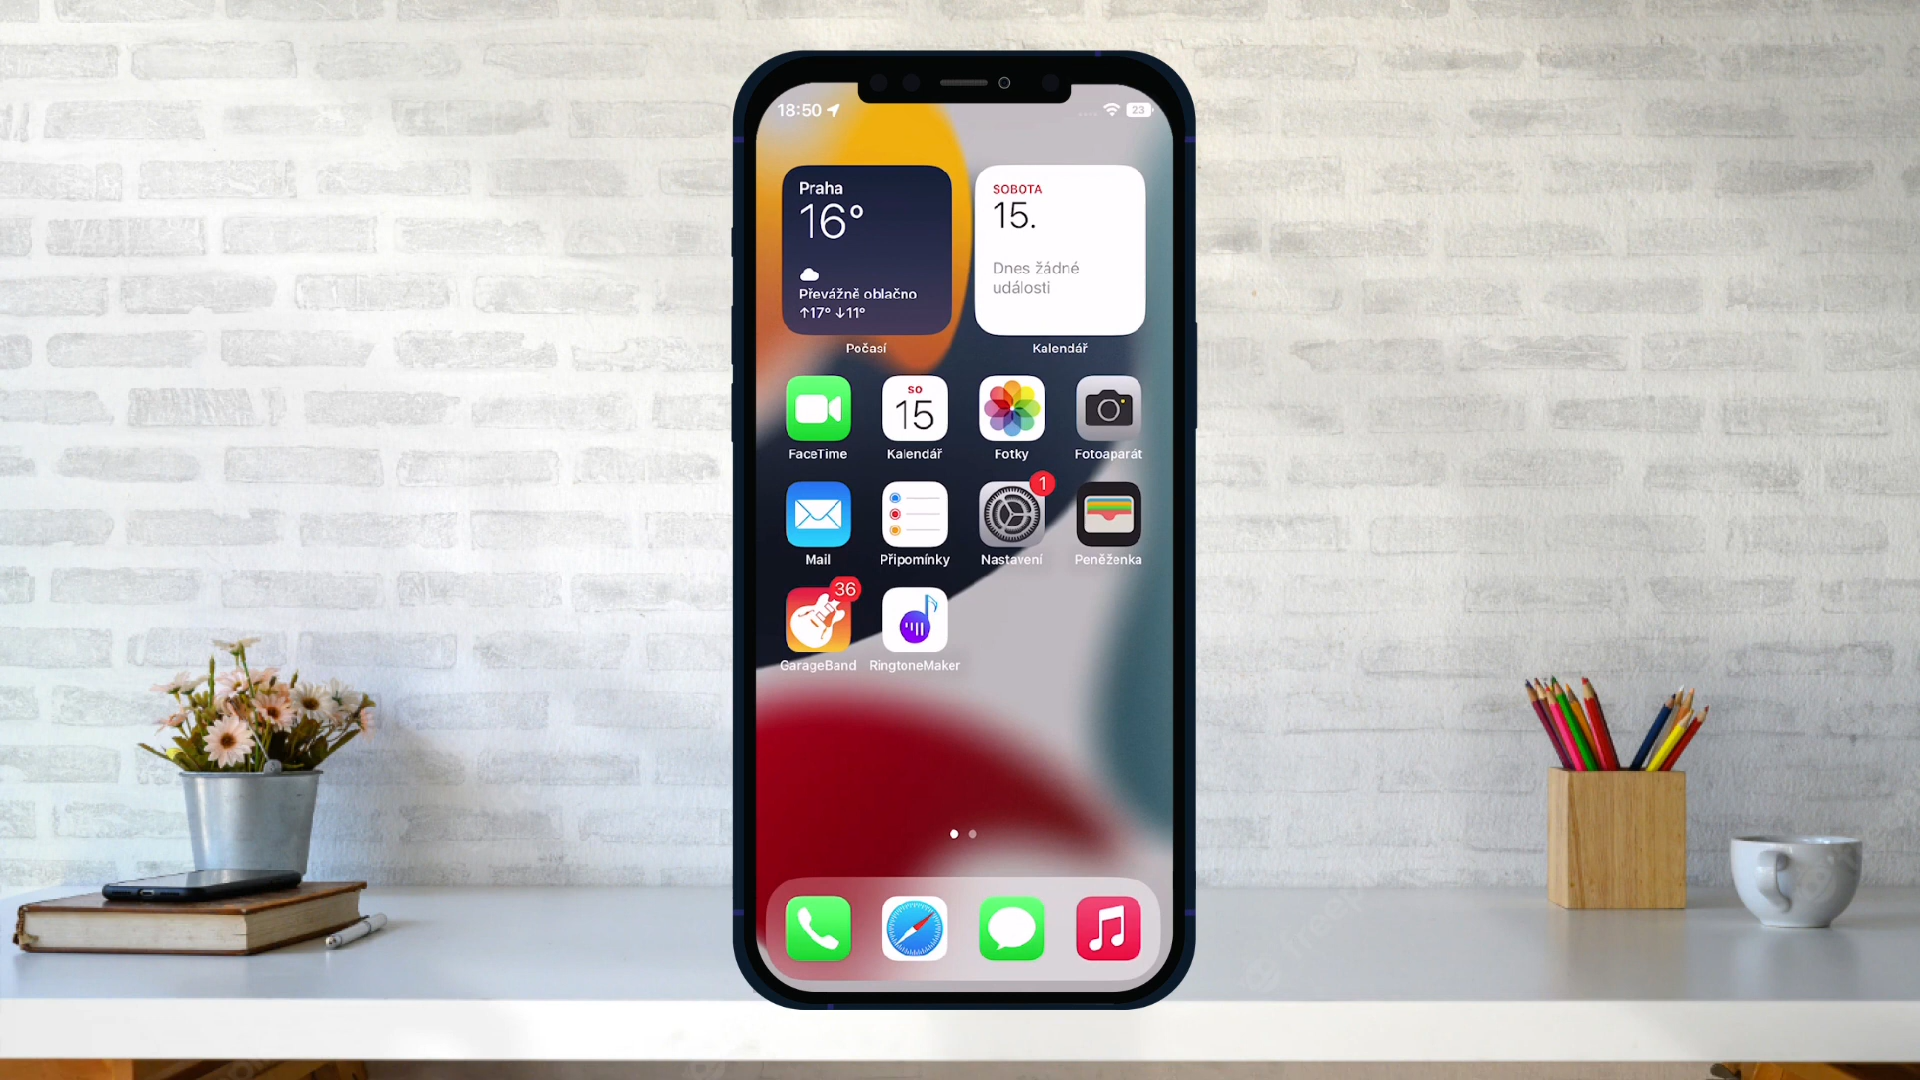 18:50
23
Praha
16°
Převážně oblačno
↑17° ↓11°
Počasí
SOBOTA
15.
Dnes žádné
události
Kalendář
FaceTime
SO
15
Kalendář
Fotky
Fotoaparát
Mail
Připomínky
1
Nastavení
Peněženka
36
GarageBand
RingtoneMaker